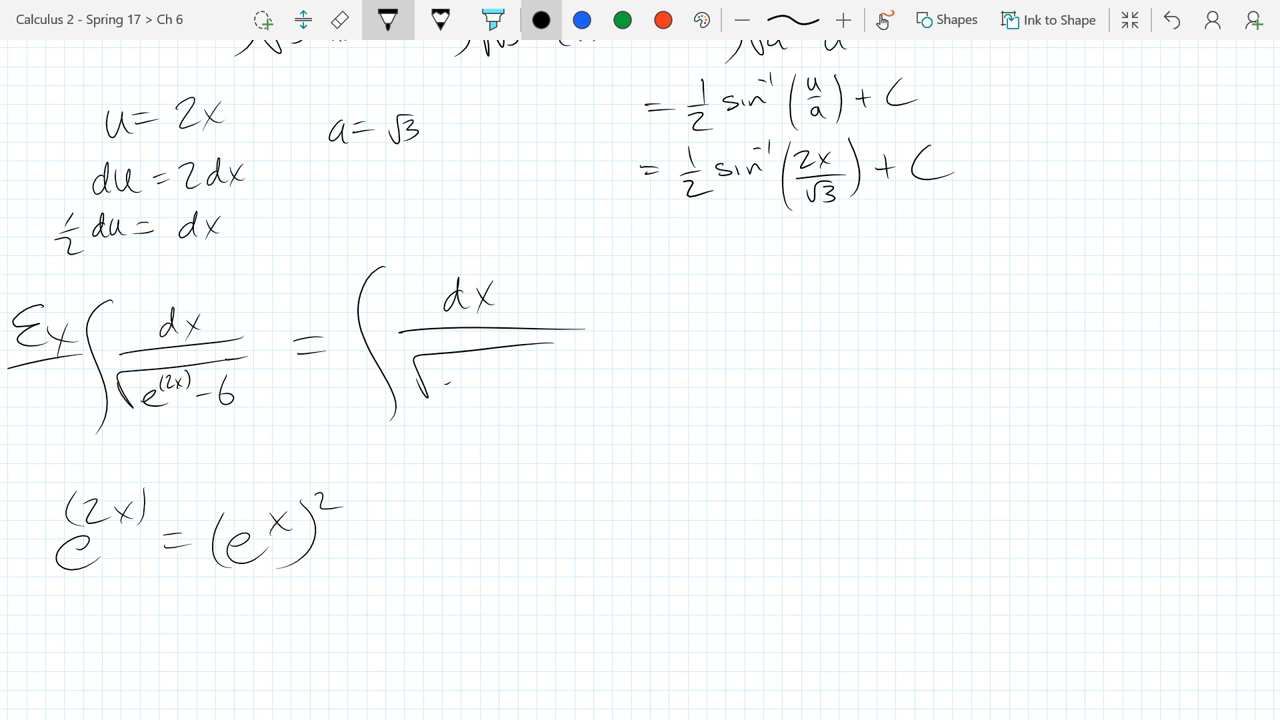 Calculus 2 - Spring 17 > Ch 6
Shapes
Ink to Shape
= 1/2 sin⁻¹(u/a) + C
u = 2x
a = √3
= 1/2 sin⁻¹(2x/√3) + C
du = 2dx
1/2 du = dx
Ex ∫ dx/√(e^(2x) - 6) = ∫ dx/√
e^(2x) = (e^x)^2